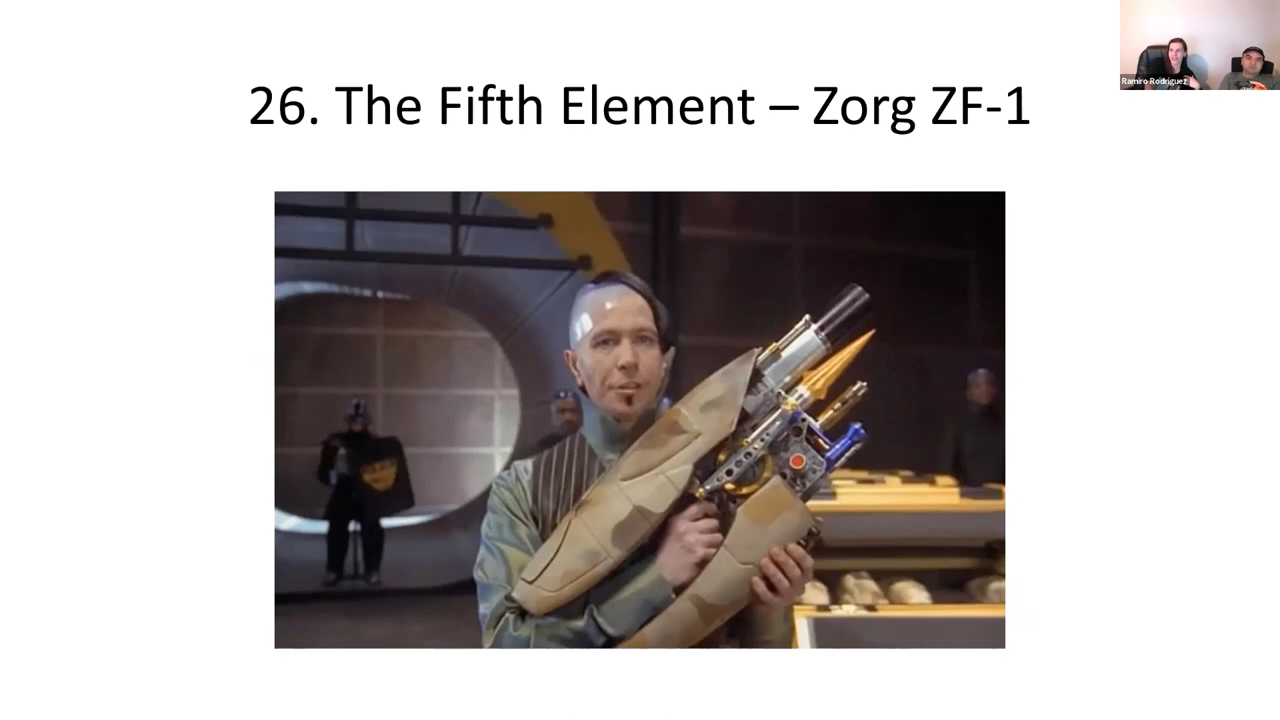 26. The Fifth Element – Zorg ZF-1
Ramiro Rodriguez